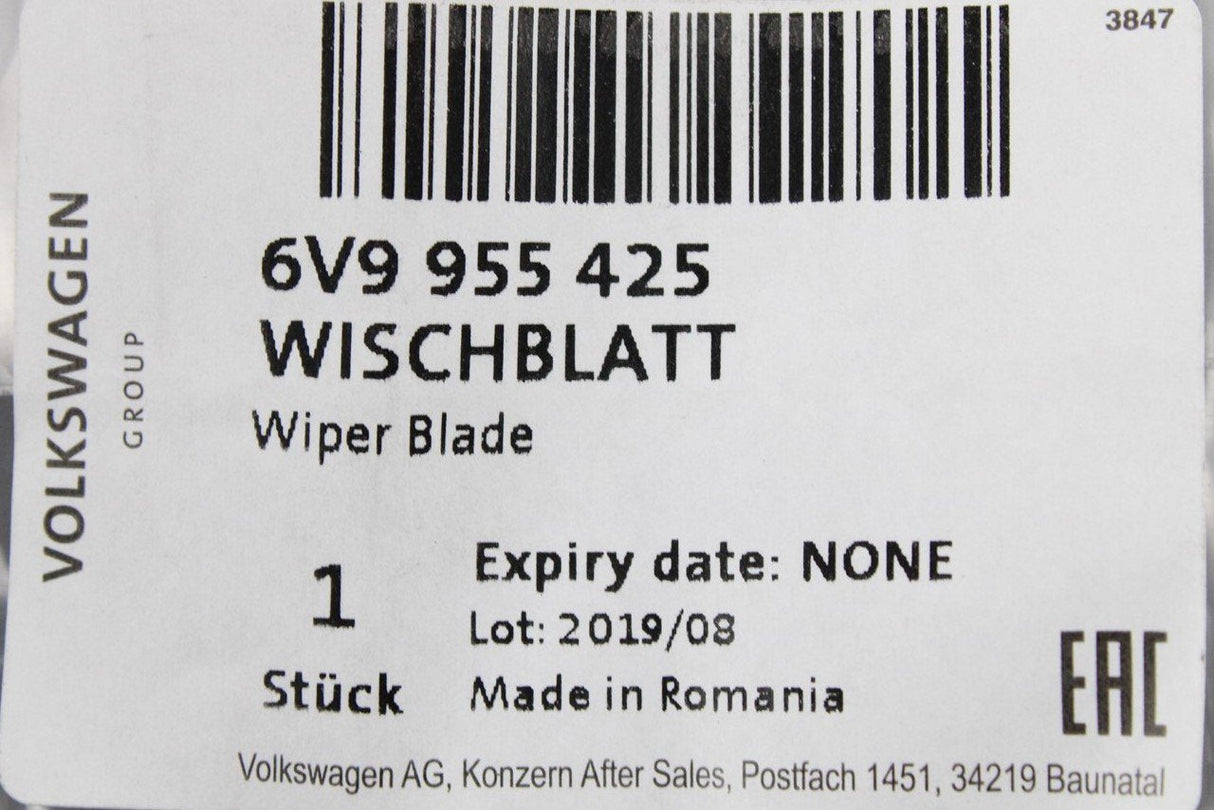 3847
VOLKSWAGEN
GROUP
6V9 955 425
WISCHBLATT
Wiper Blade
1
Stück
Expiry date: NONE
Lot: 2019/08
Made in Romania
EAC
Volkswagen AG, Konzern After Sales, Postfach 1451, 34219 Baunatal